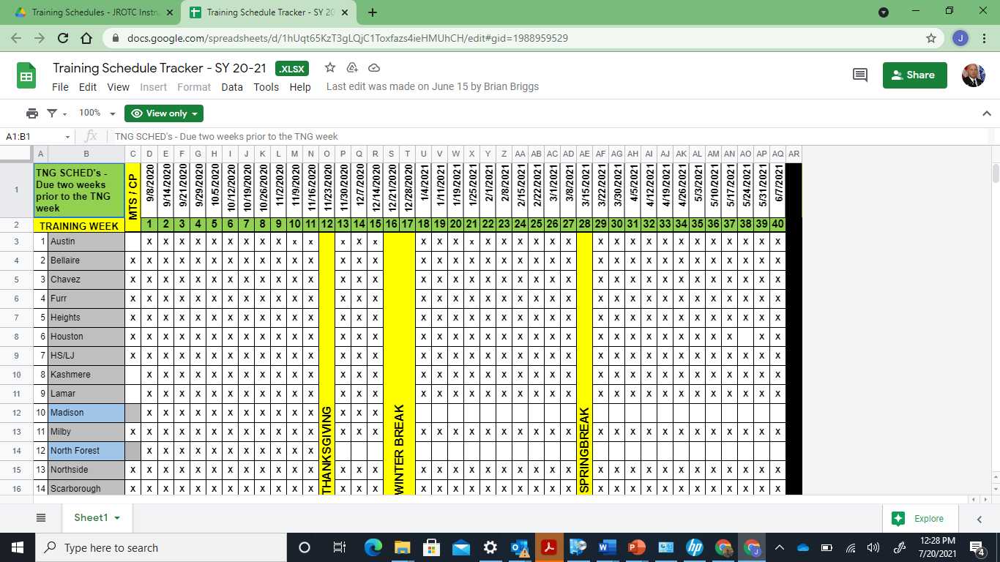 Training Schedules - JROTC Instru
Training Schedule Tracker - SY 20
docs.google.com/spreadsheets/d/1hUqt65KzT3gLQjC1Toxfazs4ieHMUhCH/edit#gid=1988959529
J
Training Schedule Tracker - SY 20-21 .XLSX
Share
File Edit View Insert Format Data Tools Help Last edit was made on June 15 by Brian Briggs
100% View only
A1:B1 fx TNG SCHED's - Due two weeks prior to the TNG week
A B C D E F G H I J K L M N O P Q R S T U V W X Y Z AA AB AC AD AE AF AG AH AI AJ AK AL AM AN AO AP AQ AR
1 TNG SCHED's - Due two weeks prior to the TNG week MTS / CP 9/8/2020 9/14/2020 9/21/2020 9/29/2020 10/5/2020 10/12/2020 10/19/2020 10/26/2020 11/2/2020 11/9/2020 11/16/2020 11/23/2020 11/30/2020 12/7/2020 12/14/2020 12/21/2020 12/28/2020 1/4/2021 1/11/2021 1/19/2021 1/25/2021 2/1/2021 2/8/2021 2/15/2021 2/22/2021 3/1/2021 3/8/2021 3/15/2021 3/22/2021 3/30/2021 4/5/2021 4/12/2021 4/19/2021 4/26/2021 5/3/2021 5/10/2021 5/17/2021 5/24/2021 5/31/2021 6/7/2021
2 TRAINING WEEK 1 2 3 4 5 6 7 8 9 10 11 12 13 14 15 16 17 18 19 20 21 22 23 24 25 26 27 28 29 30 31 32 33 34 35 36 37 38 39 40
3 1 Austin X X X X X X X X X x x x X x X X X x X X X X X X X X X X X X X X X X X X
4 2 Bellaire X X X X X X X X X X X X X X X X X X X X X X X X X X X X X X X X X X X X X
5 3 Chavez X X X X X X X X X X X X X X X X X X X X X X X X X X X X X X X X X X X X X
6 4 Furr X X X X X X X X X X X X X X X X X X X X X X X X X X X X X X X X X X X X X
7 5 Heights X X X X X X X X X X X X X X X X X X X X X X X X X X X X X X X X X X X X X
8 6 Houston X X X X X X X X X X X X X X X X X X X X X X X X X X X X X X X X X X X X
9 7 HS/LJ X X X X X X X X X X X X X X X X X X X X X X X X X X X X X X X X X X X X X
10 8 Kashmere X X X X X X X X X X X X X X X X X X X X X X X X X X X X X X X X X X X X
11 9 Lamar X X X X X X X X X X X X X X X X X X X X X X X X X X X X X X X X X X X X
12 10 Madison X X X X X X X X X X X X X X
13 11 Milby X X X X X X X X X X X X X X X X X X X X X X X X X X X X X X X X X X X X X
14 12 North Forest X X X X X X X X X X X
15 13 Northside X X X X X X X X X X X X X X X X X X X X X X X X X X X X X X X X X X X X X
16 14 Scarborough X X X X X X X X X X X X X X X X X X X X X X X X X X X X X X X X X X X X X
THANKSGIVING
WINTER BREAK
SPRINGBREAK
Sheet1
Explore
Type here to search
12:28 PM
7/20/2021
4